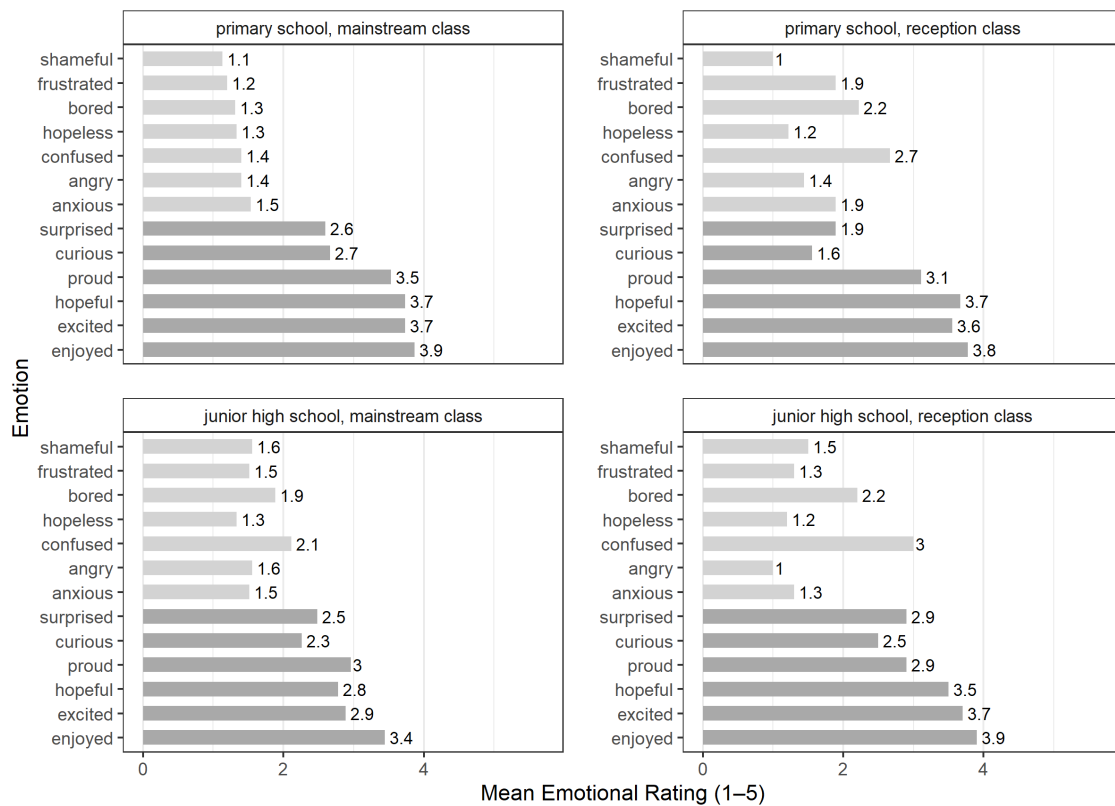 primary school, mainstream class
shameful 1.1
frustrated 1.2
bored 1.3
hopeless 1.3
confused 1.4
angry 1.4
anxious 1.5
surprised 2.6
curious 2.7
proud 3.5
hopeful 3.7
excited 3.7
enjoyed 3.9
primary school, reception class
shameful 1
frustrated 1.9
bored 2.2
hopeless 1.2
confused 2.7
angry 1.4
anxious 1.9
surprised 1.9
curious 1.6
proud 3.1
hopeful 3.7
excited 3.6
enjoyed 3.8
Emotion
junior high school, mainstream class
shameful 1.6
frustrated 1.5
bored 1.9
hopeless 1.3
confused 2.1
angry 1.6
anxious 1.5
surprised 2.5
curious 2.3
proud 3
hopeful 2.8
excited 2.9
enjoyed 3.4
0 2 4
junior high school, reception class
shameful 1.5
frustrated 1.3
bored 2.2
hopeless 1.2
confused 3
angry 1
anxious 1.3
surprised 2.9
curious 2.5
proud 2.9
hopeful 3.5
excited 3.7
enjoyed 3.9
0 2 4
Mean Emotional Rating (1–5)